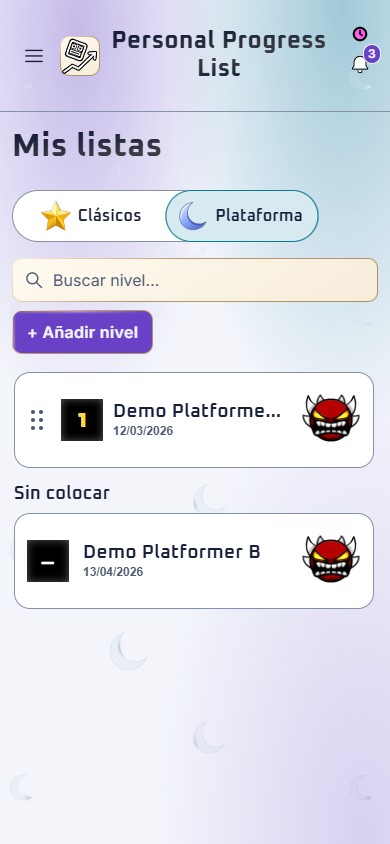 Personal Progress
List
3
Mis listas
Clásicos
Plataforma
Buscar nivel...
+ Añadir nivel
1
Demo Platforme...
12/03/2026
Sin colocar
–
Demo Platformer B
13/04/2026